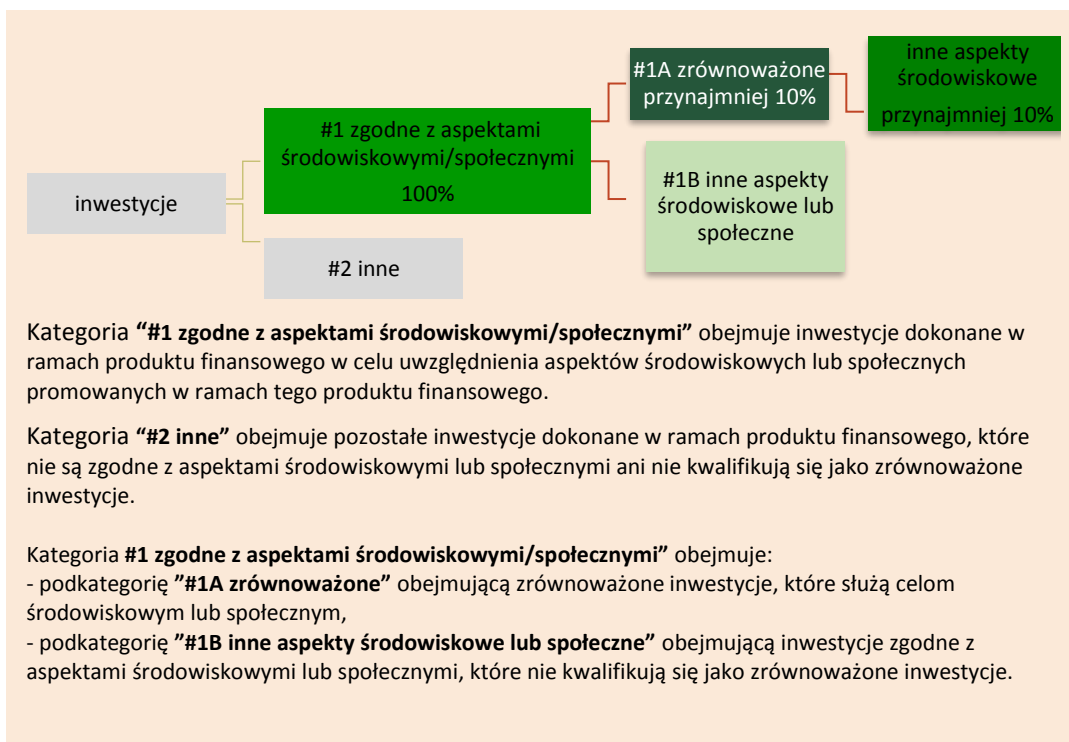 inwestycje
#1 zgodne z aspektami
środowiskowymi/społecznymi
100%
#2 inne
#1A zrównoważone
przynajmniej 10%
#1B inne aspekty
środowiskowe lub
społeczne
inne aspekty
środowiskowe
przynajmniej 10%
Kategoria “#1 zgodne z aspektami środowiskowymi/społecznymi” obejmuje inwestycje dokonane w
ramach produktu finansowego w celu uwzględnienia aspektów środowiskowych lub społecznych
promowanych w ramach tego produktu finansowego.
Kategoria “#2 inne” obejmuje pozostałe inwestycje dokonane w ramach produktu finansowego, które
nie są zgodne z aspektami środowiskowymi lub społecznymi ani nie kwalifikują się jako zrównoważone
inwestycje.
Kategoria #1 zgodne z aspektami środowiskowymi/społecznymi” obejmuje:
- podkategorię ”#1A zrównoważone” obejmującą zrównoważone inwestycje, które służą celom
środowiskowym lub społecznym,
- podkategorię ”#1B inne aspekty środowiskowe lub społeczne” obejmującą inwestycje zgodne z
aspektami środowiskowymi lub społecznymi, które nie kwalifikują się jako zrównoważone inwestycje.